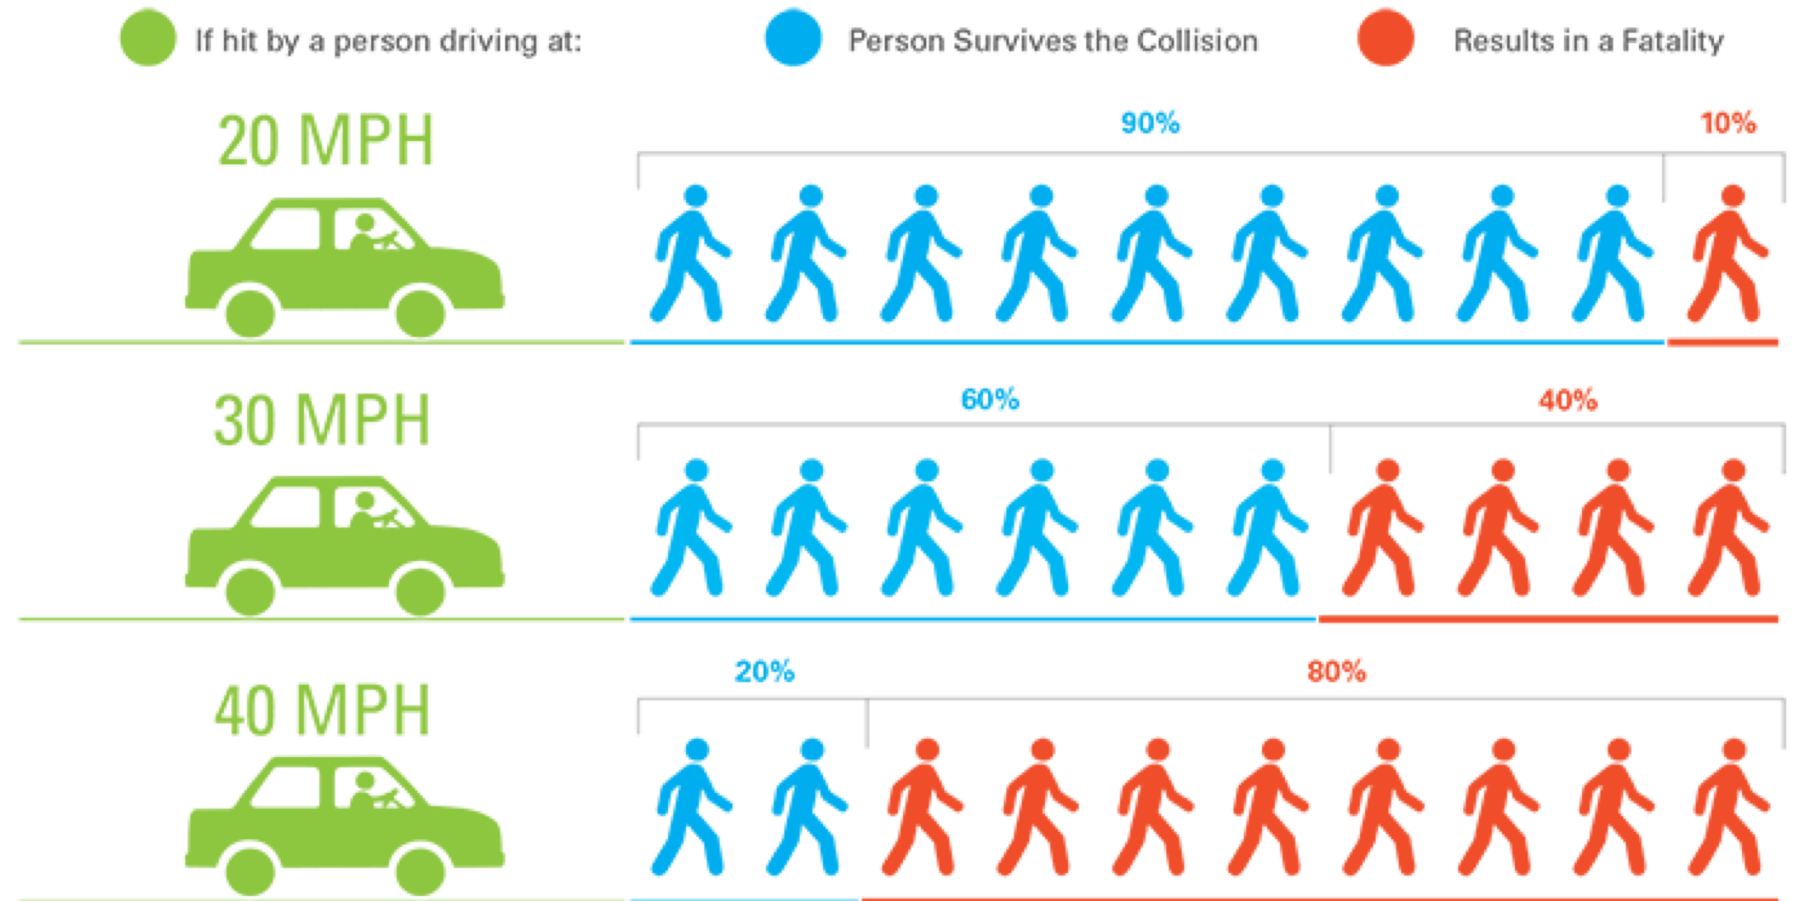 If hit by a person driving at: Person Survives the Collision Results in a Fatality
20 MPH 90% 10%
30 MPH 60% 40%
40 MPH 20% 80%